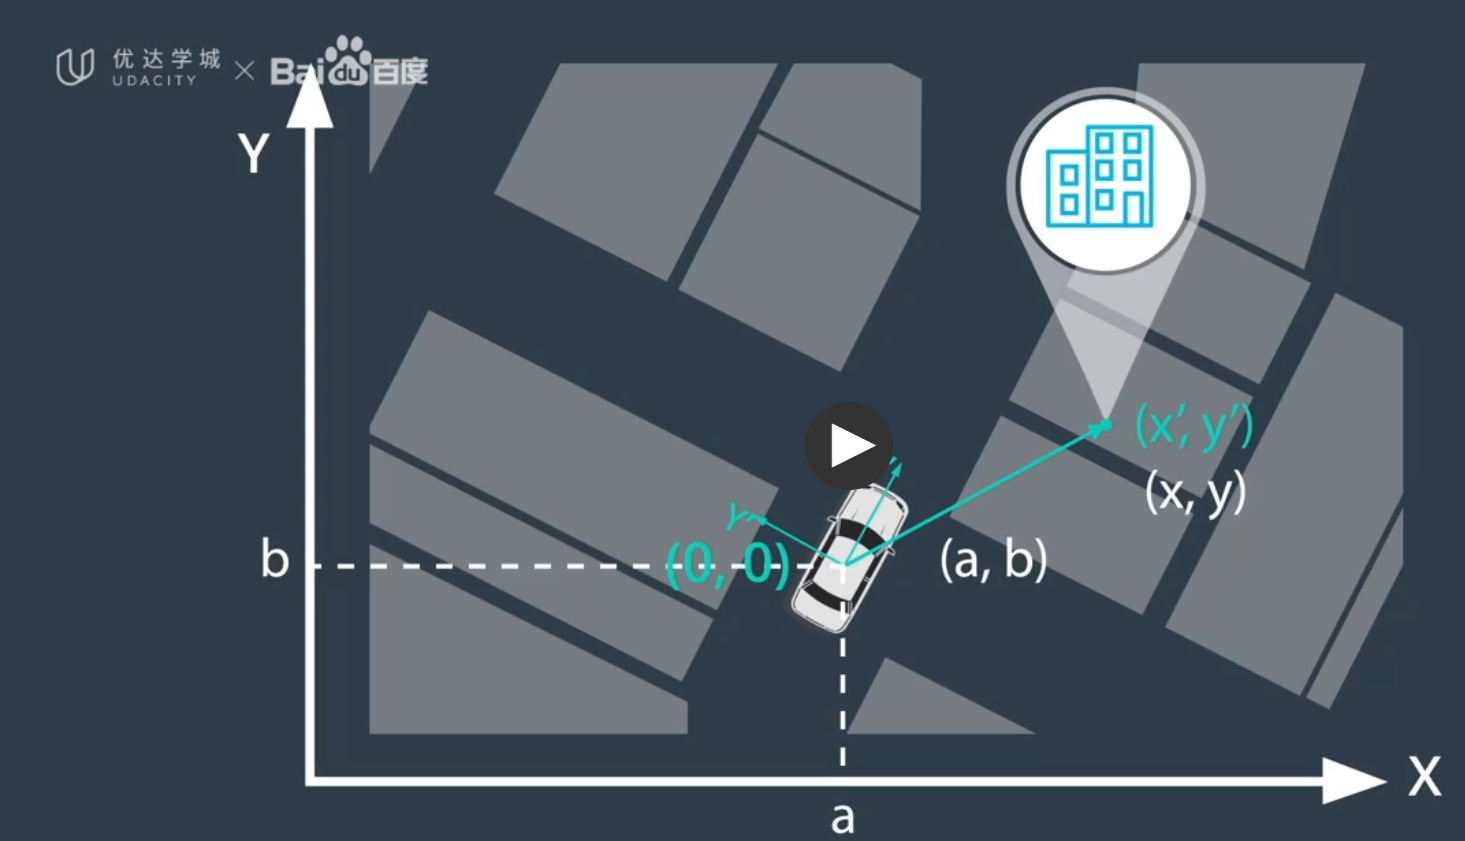 优达学城
UDACITY
×
Baidu百度
Y
(x′, y′)
(x, y)
Y′
(0, 0)
(a, b)
b
X
a